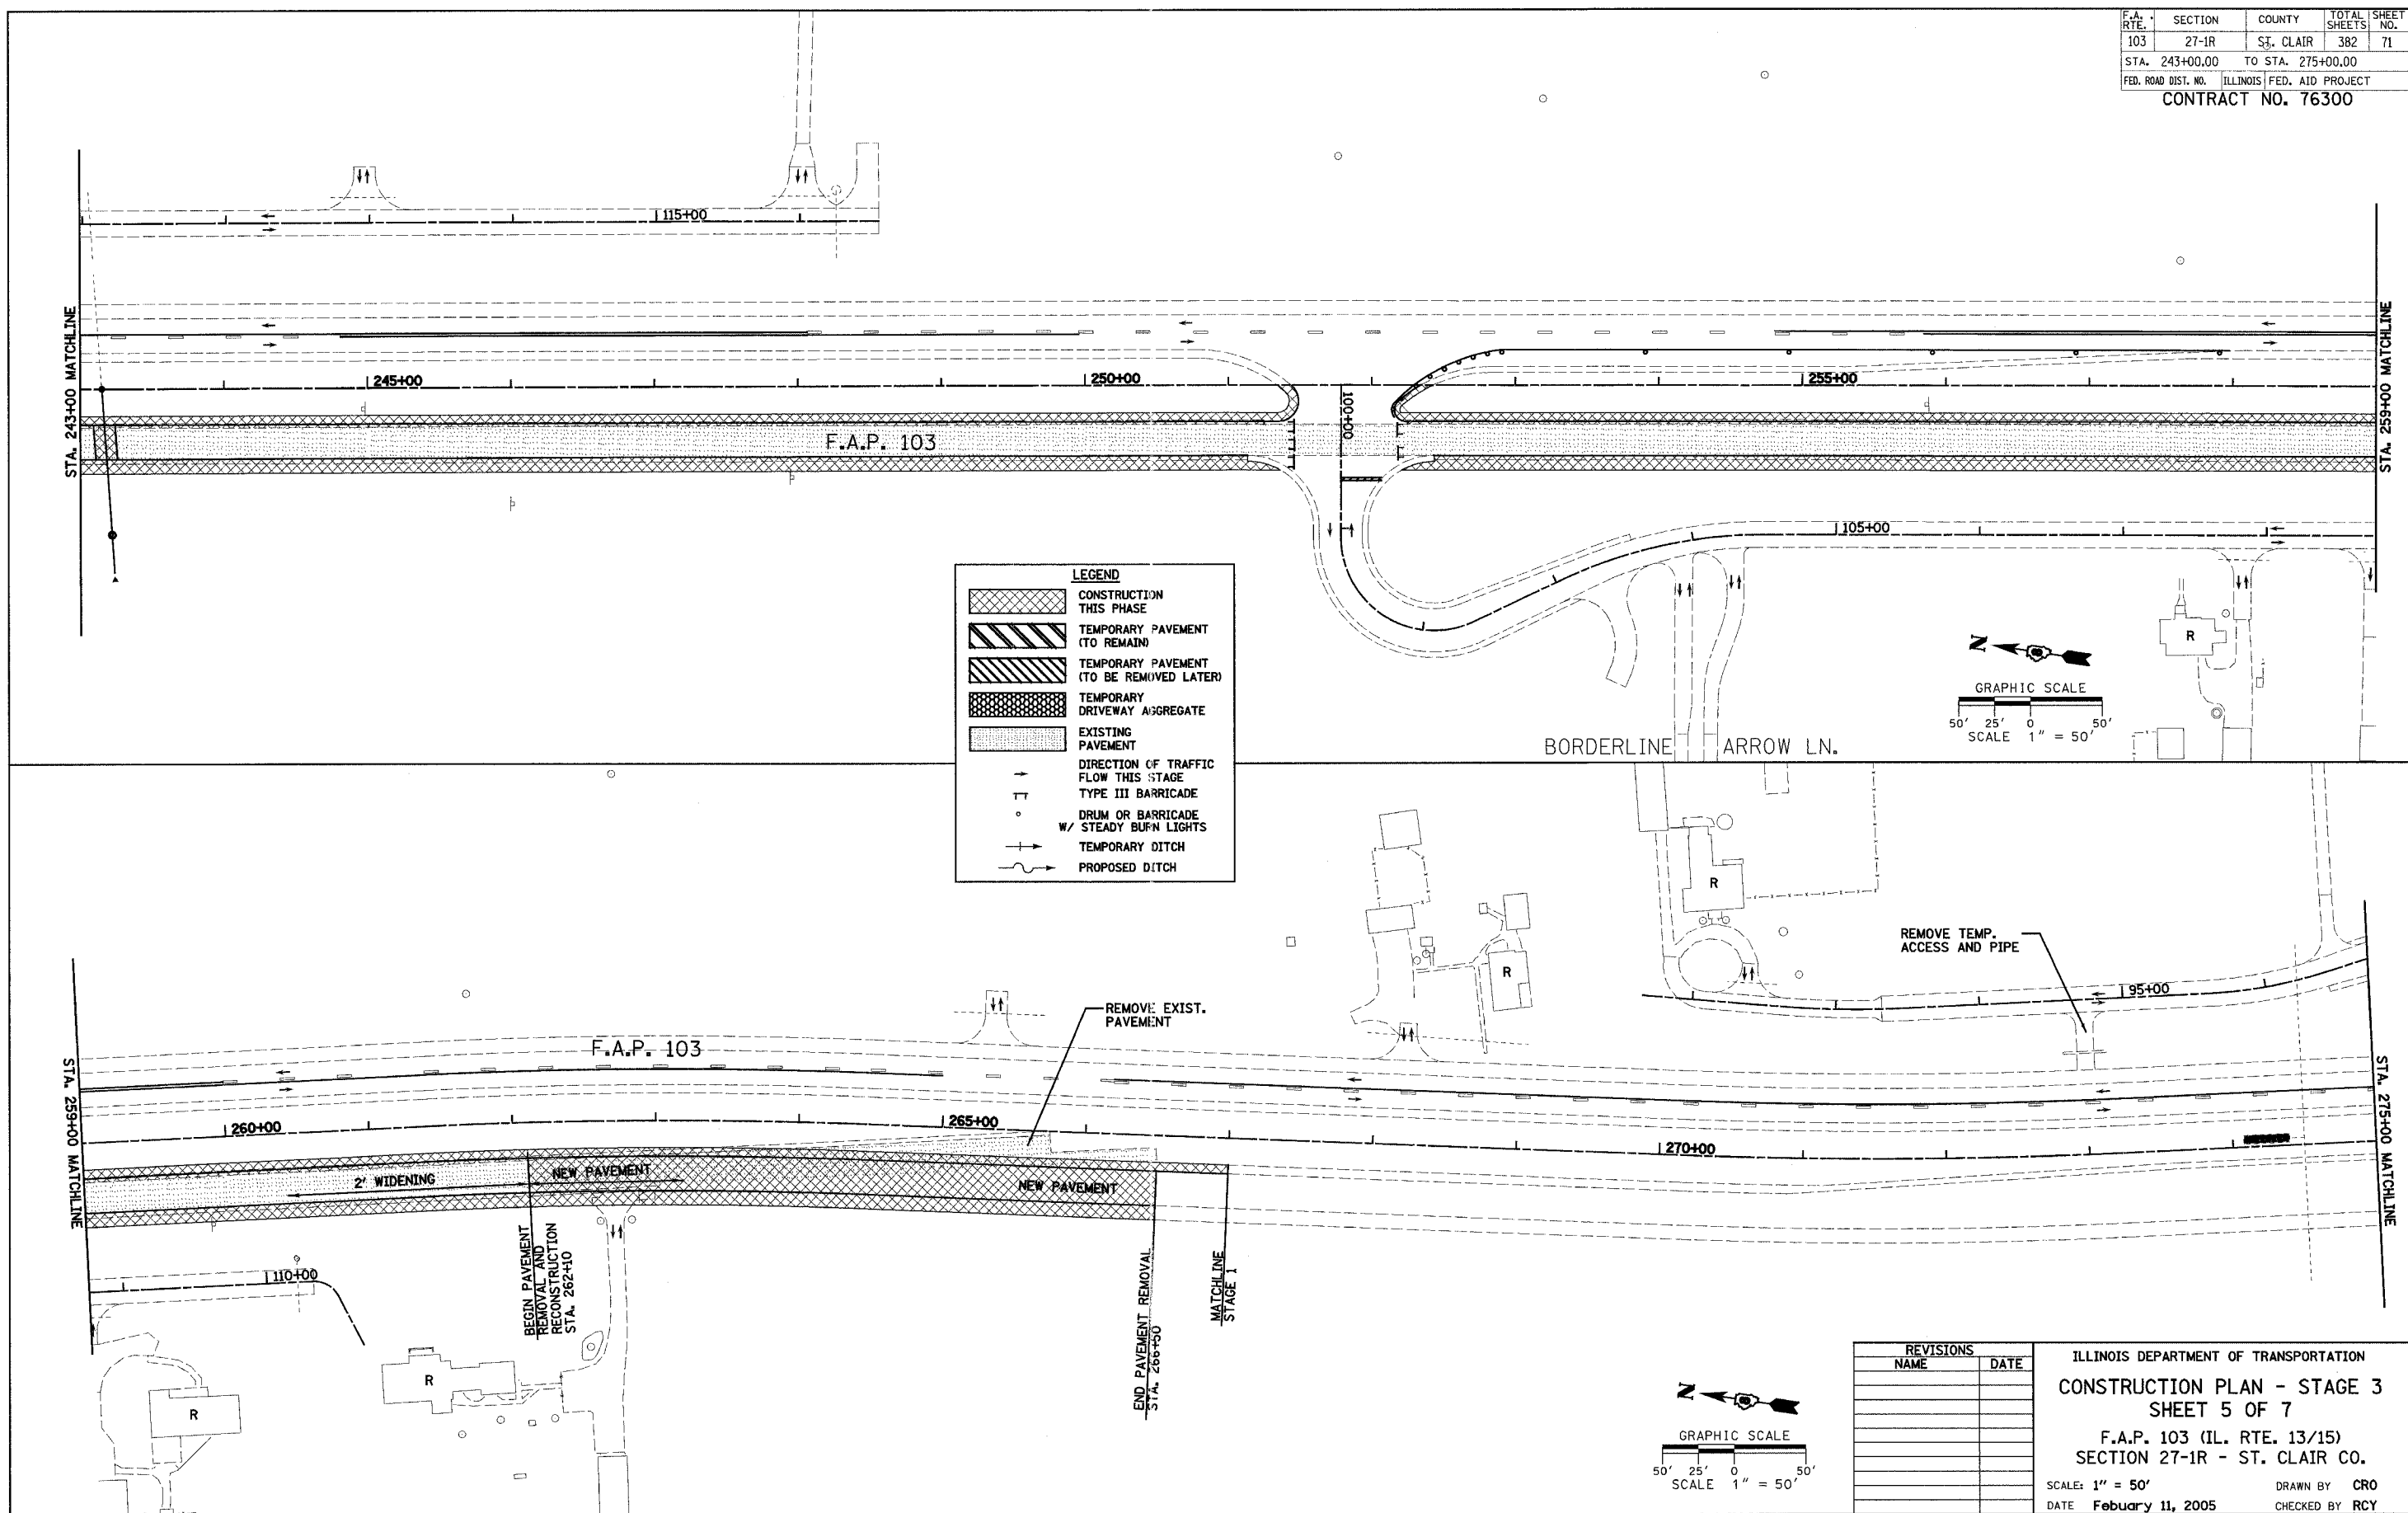 F.A. RTE. SECTION COUNTY TOTAL SHEETS SHEET NO.
103 27-1R ST. CLAIR 382 71
STA. 243+00.00 TO STA. 275+00.00
FED. ROAD DIST. NO. ILLINOIS FED. AID PROJECT
CONTRACT NO. 76300
115+00
STA. 243+00 MATCHLINE
245+00
250+00
255+00
STA. 259+00 MATCHLINE
100+00
F.A.P. 103
105+00
LEGEND
CONSTRUCTION
THIS PHASE
TEMPORARY PAVEMENT
(TO REMAIN)
TEMPORARY PAVEMENT
(TO BE REMOVED LATER)
TEMPORARY
DRIVEWAY AGGREGATE
EXISTING
PAVEMENT
DIRECTION OF TRAFFIC
FLOW THIS STAGE
TYPE III BARRICADE
DRUM OR BARRICADE
W/ STEADY BURN LIGHTS
TEMPORARY DITCH
PROPOSED DITCH
R
N
GRAPHIC SCALE
50' 25' 0 50'
SCALE 1" = 50'
BORDERLINE ARROW LN.
R
R
REMOVE TEMP.
ACCESS AND PIPE
95+00
REMOVE EXIST.
PAVEMENT
F.A.P. 103
STA. 259+00 MATCHLINE
260+00
265+00
270+00
STA. 275+00 MATCHLINE
2' WIDENING
NEW PAVEMENT
NEW PAVEMENT
110+00
BEGIN PAVEMENT
REMOVAL AND
RECONSTRUCTION
STA. 262+10
END PAVEMENT REMOVAL
STA. 266+50
MATCHLINE
STAGE 1
R
R
N
GRAPHIC SCALE
50' 25' 0 50'
SCALE 1" = 50'
REVISIONS
NAME DATE
ILLINOIS DEPARTMENT OF TRANSPORTATION
CONSTRUCTION PLAN - STAGE 3
SHEET 5 OF 7
F.A.P. 103 (IL. RTE. 13/15)
SECTION 27-1R - ST. CLAIR CO.
SCALE: 1" = 50' DRAWN BY CRO
DATE Febuary 11, 2005 CHECKED BY RCY